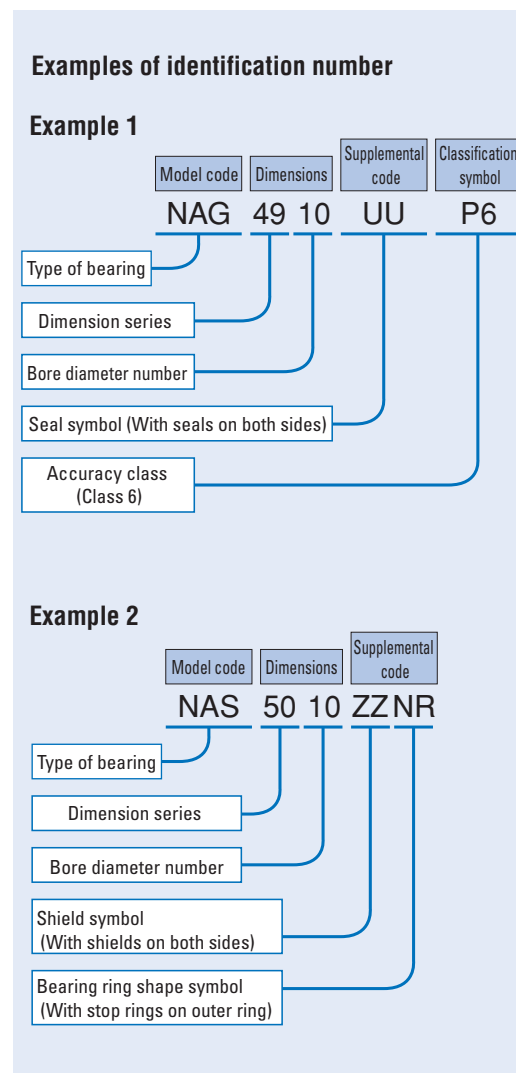 Examples of identification number
Example 1
Model code Dimensions Supplemental code Classification symbol
NAG 49 10 UU P6
Type of bearing
Dimension series
Bore diameter number
Seal symbol (With seals on both sides)
Accuracy class
(Class 6)
Example 2
Model code Dimensions Supplemental code
NAS 50 10 ZZ NR
Type of bearing
Dimension series
Bore diameter number
Shield symbol
(With shields on both sides)
Bearing ring shape symbol
(With stop rings on outer ring)